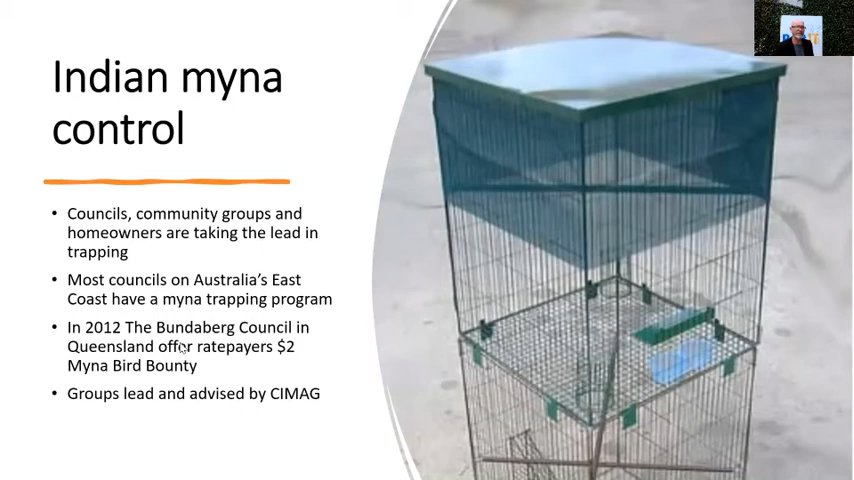 Indian myna
control
• Councils, community groups and
homeowners are taking the lead in
trapping
• Most councils on Australia's East
Coast have a myna trapping program
• In 2012 The Bundaberg Council in
Queensland offer ratepayers $2
Myna Bird Bounty
• Groups lead and advised by CIMAG